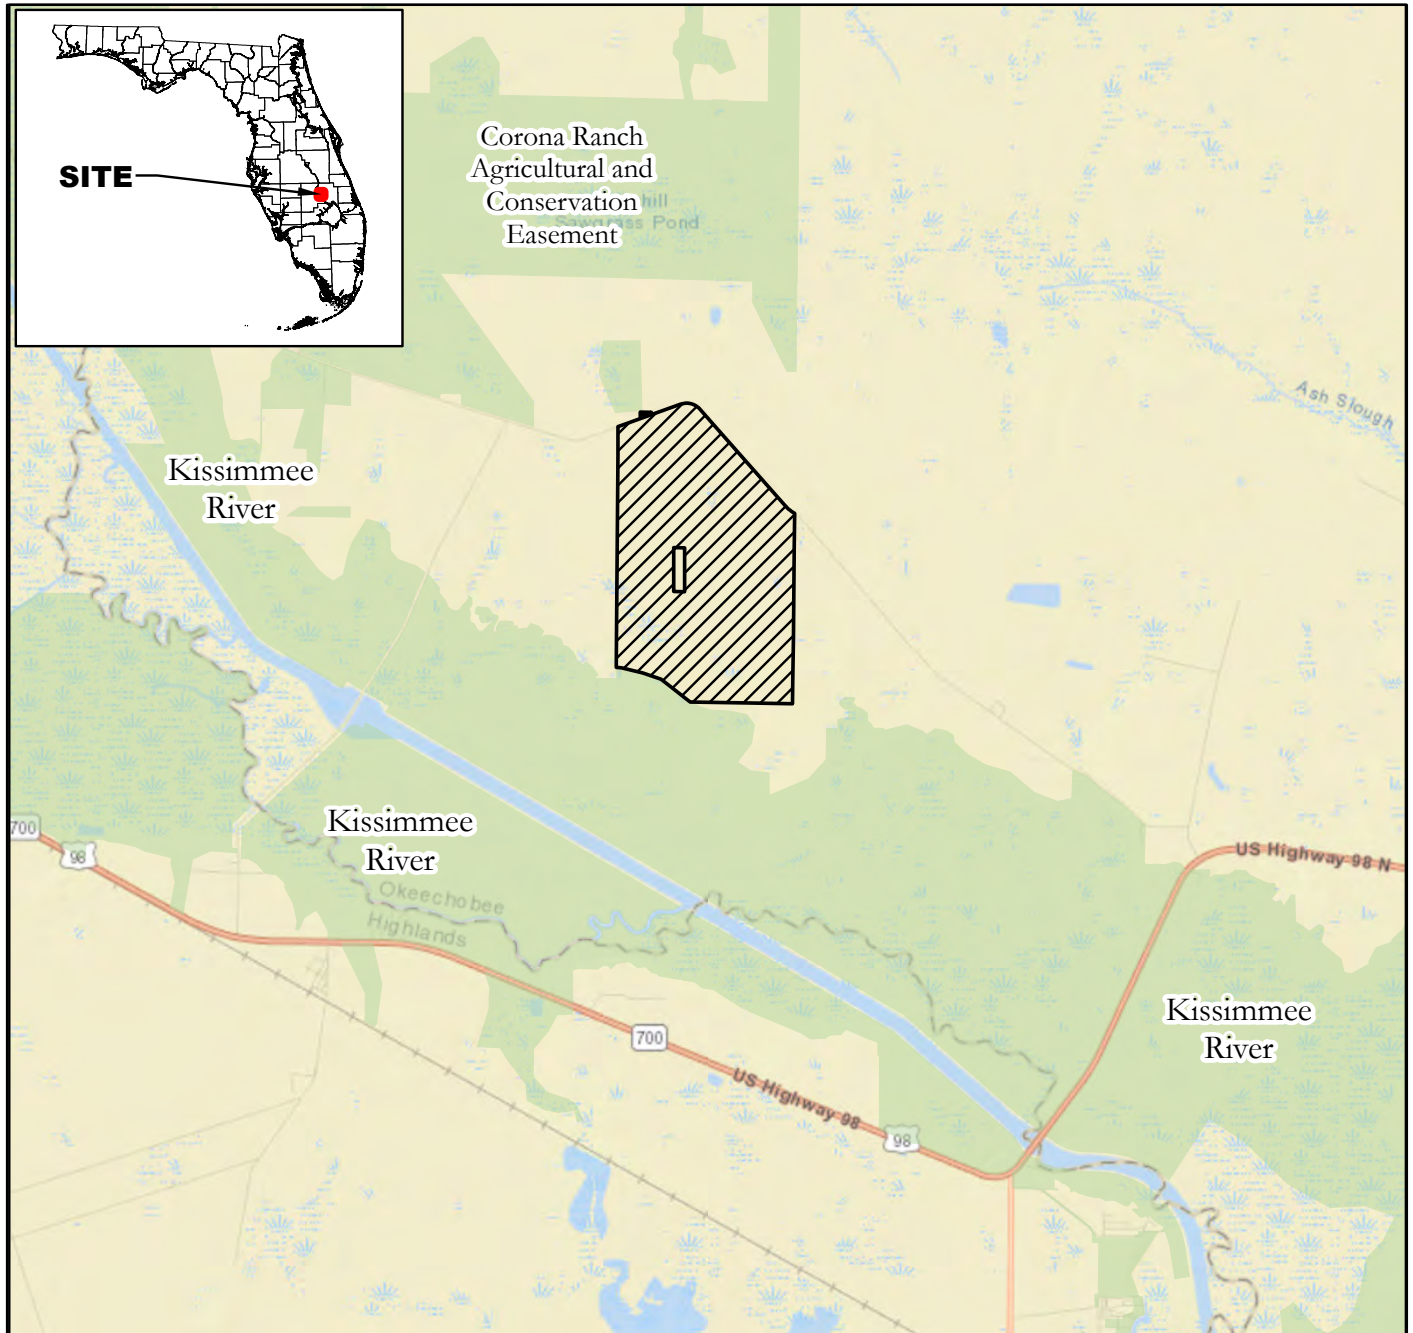 SITE
Corona Ranch
Agricultural and
Conservation
Easement
hill
Sawgrass Pond
Ash Slough
Kissimmee
River
Kissimmee
River
700
98
US Highway 98 N
Okeechobee
Highlands
Kissimmee
River
700
US Highway 98
98